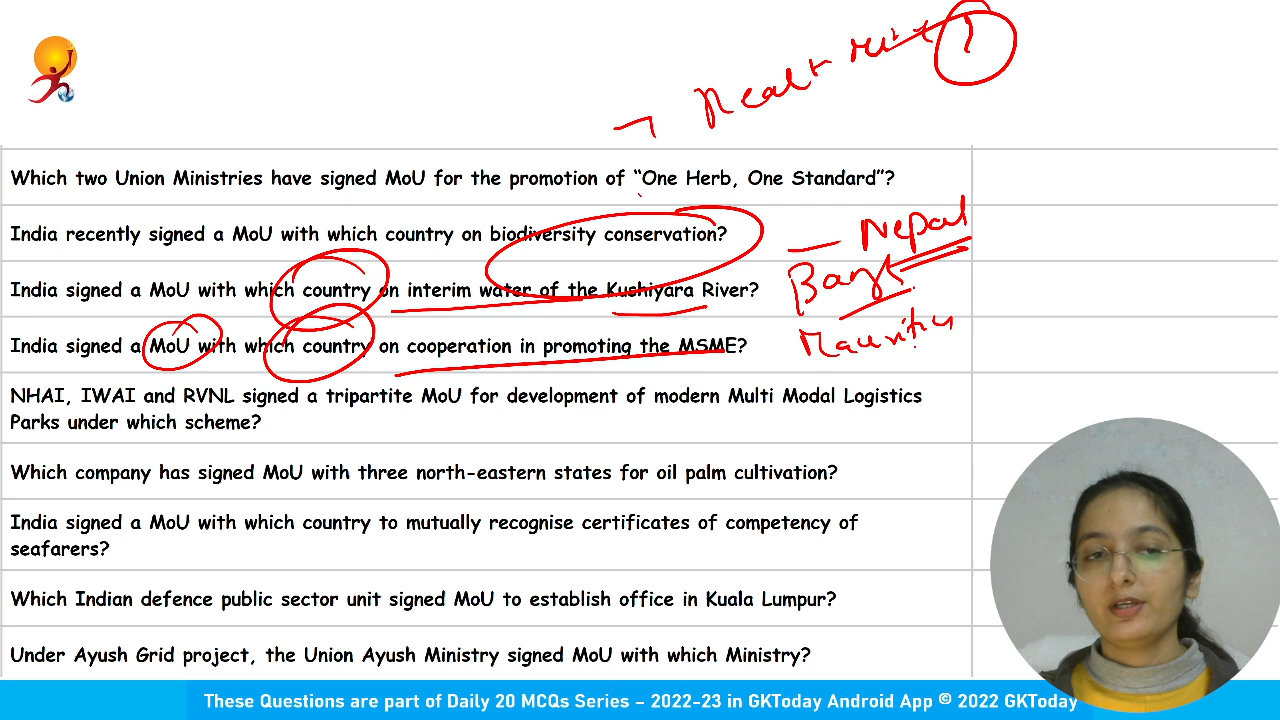 Which two Union Ministries have signed MoU for the promotion of “One Herb, One Standard”?
India recently signed a MoU with which country on biodiversity conservation?
Nepal
India signed a MoU with which country on interim water of the Kushiyara River?
India signed a MoU with which country on cooperation in promoting the MSME?
NHAI, IWAI and RVNL signed a tripartite MoU for development of modern Multi Modal Logistics
Parks under which scheme?
Which company has signed MoU with three north-eastern states for oil palm cultivation?
India signed a MoU with which country to mutually recognise certificates of competency of
seafarers?
Which Indian defence public sector unit signed MoU to establish office in Kuala Lumpur?
Under Ayush Grid project, the Union Ayush Ministry signed MoU with which Ministry?
These Questions are part of Daily 20 MCQs Series – 2022-23 in GKToday Android App © 2022 GKToday